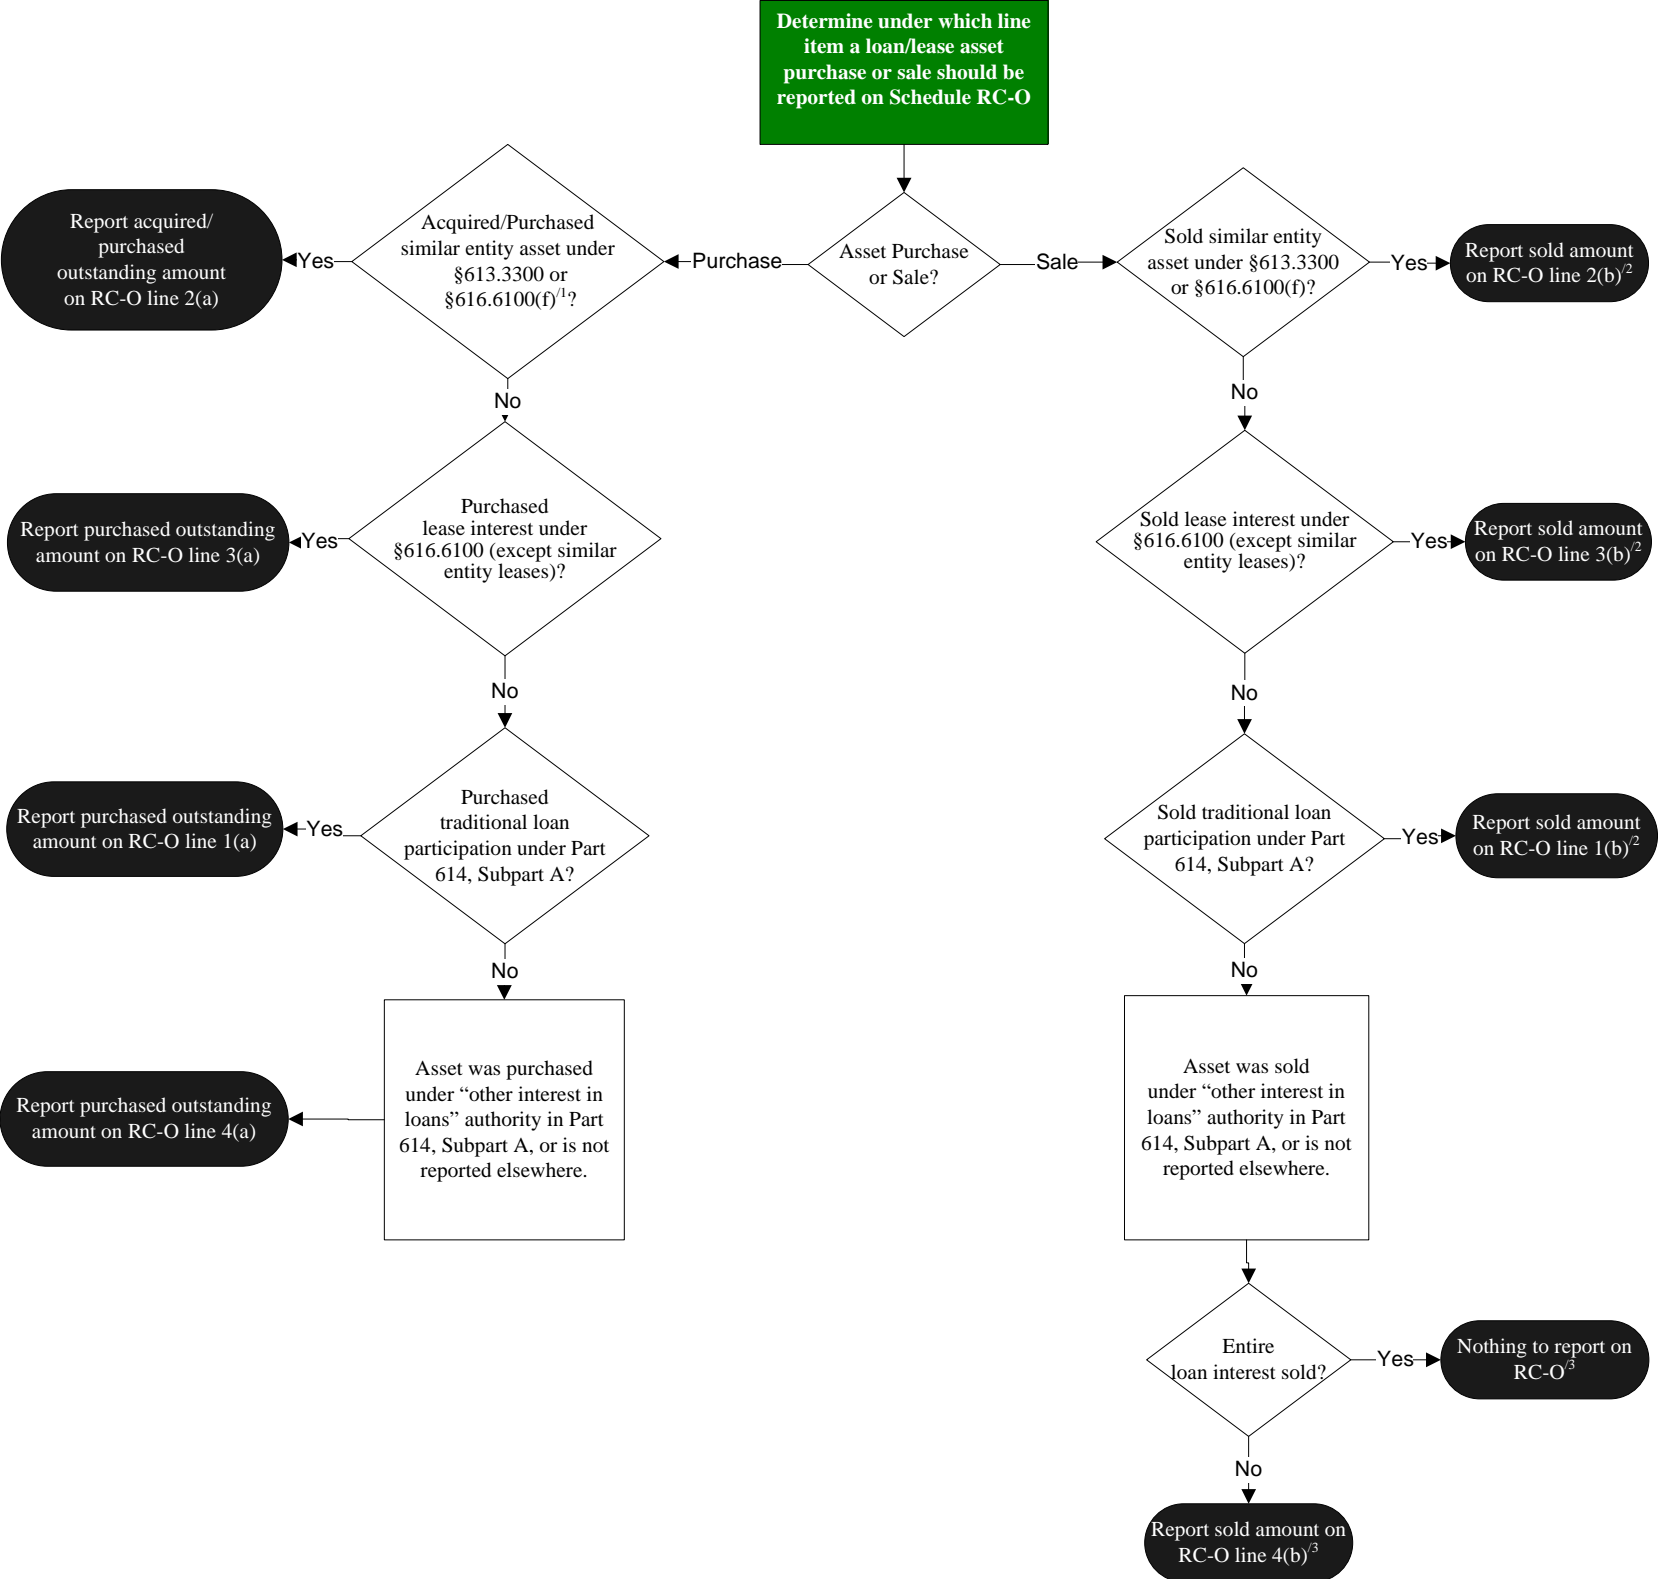 Determine under which line
item a loan/lease asset
purchase or sale should be
reported on Schedule RC-O
Asset Purchase
or Sale?
Purchase
Sale
Acquired/Purchased
similar entity asset under
§613.3300 or
§616.6100(f)/1?
Yes
Report acquired/
purchased
outstanding amount
on RC-O line 2(a)
No
Purchased
lease interest under
§616.6100 (except similar
entity leases)?
Yes
Report purchased outstanding
amount on RC-O line 3(a)
No
Purchased
traditional loan
participation under Part
614, Subpart A?
Yes
Report purchased outstanding
amount on RC-O line 1(a)
No
Asset was purchased
under “other interest in
loans” authority in Part
614, Subpart A, or is not
reported elsewhere.
Report purchased outstanding
amount on RC-O line 4(a)
Sold similar entity
asset under §613.3300
or §616.6100(f)?
Yes
Report sold amount
on RC-O line 2(b)/2
No
Sold lease interest under
§616.6100 (except similar
entity leases)?
Yes
Report sold amount
on RC-O line 3(b)/2
No
Sold traditional loan
participation under Part
614, Subpart A?
Yes
Report sold amount
on RC-O line 1(b)/2
No
Asset was sold
under “other interest in
loans” authority in Part
614, Subpart A, or is not
reported elsewhere.
Entire
loan interest sold?
Yes
Nothing to report on
RC-O/3
No
Report sold amount on
RC-O line 4(b)/3